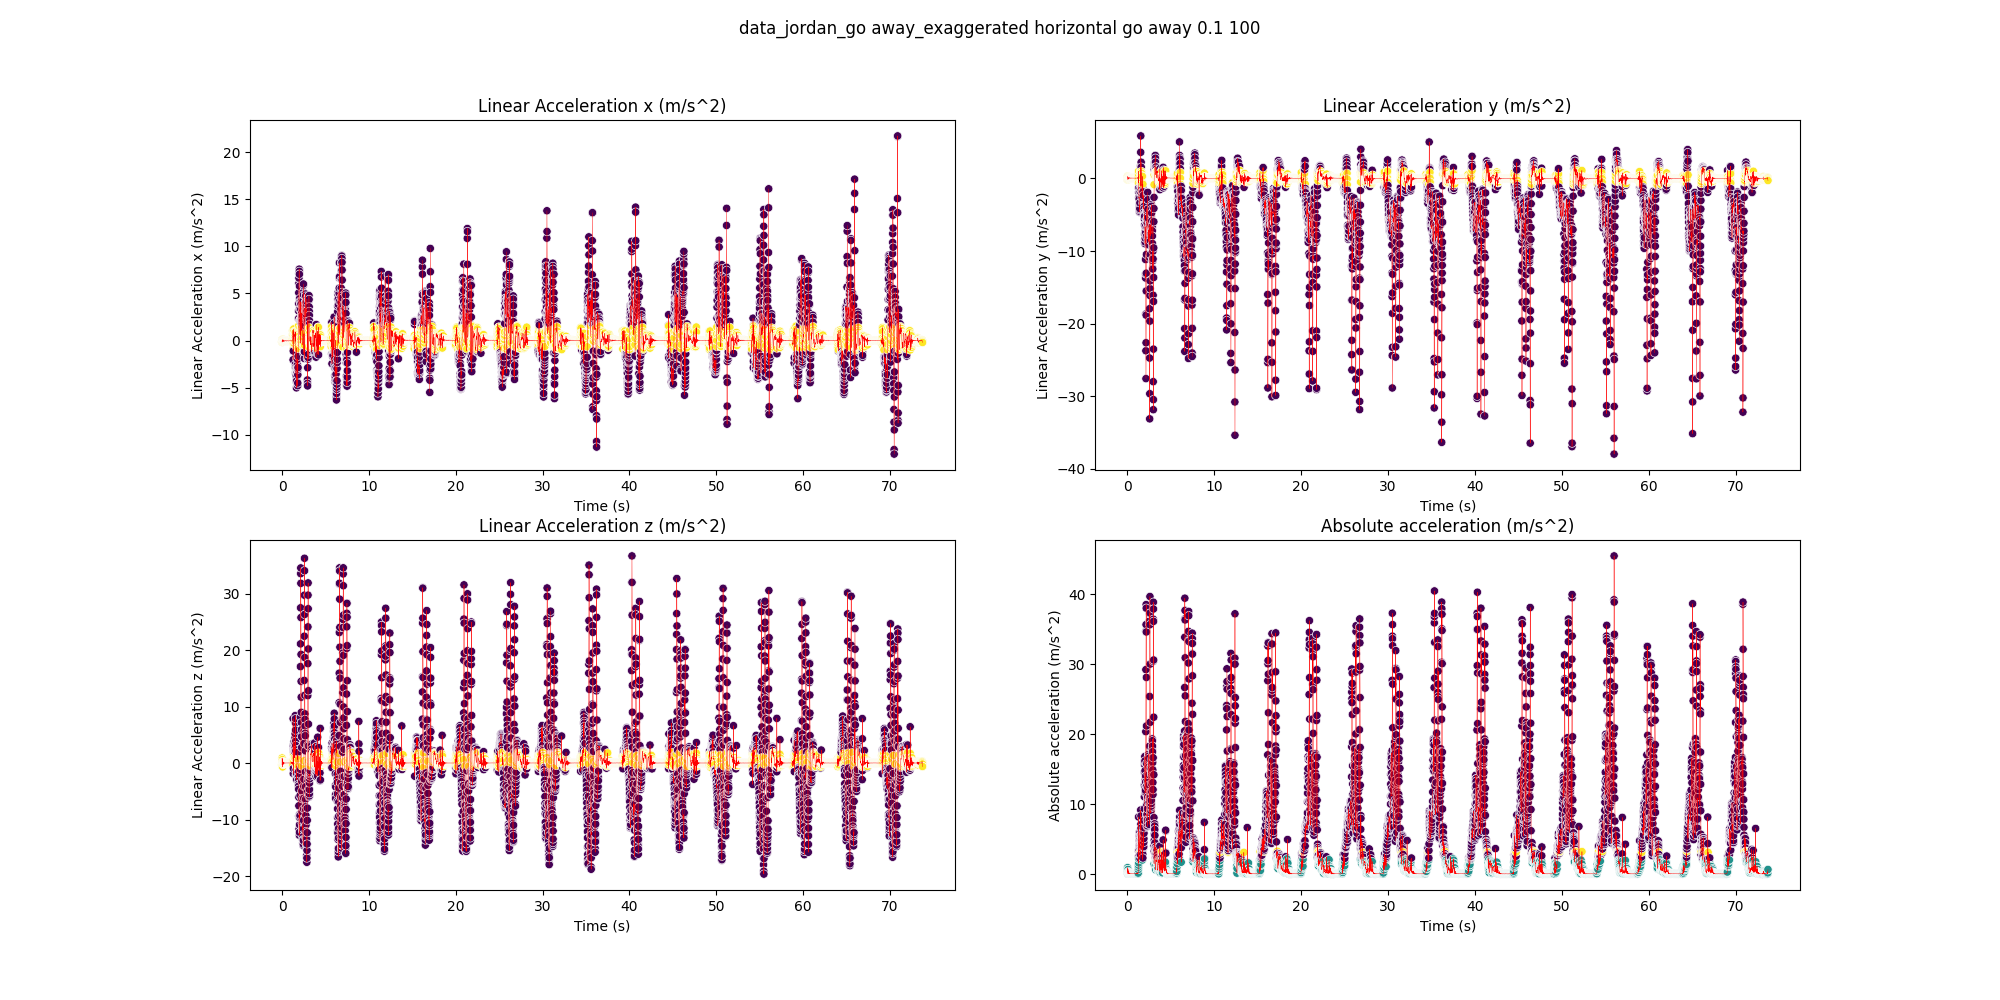 data_jordan_go away_exaggerated horizontal go away 0.1 100
Linear Acceleration x (m/s^2)
Linear Acceleration x (m/s^2)
20
15
10
5
0
−5
−10
0 10 20 30 40 50 60 70
Time (s)
Linear Acceleration y (m/s^2)
Linear Acceleration y (m/s^2)
0
−10
−20
−30
−40
0 10 20 30 40 50 60 70
Time (s)
Linear Acceleration z (m/s^2)
Linear Acceleration z (m/s^2)
30
20
10
0
−10
−20
0 10 20 30 40 50 60 70
Time (s)
Absolute acceleration (m/s^2)
Absolute acceleration (m/s^2)
40
30
20
10
0
0 10 20 30 40 50 60 70
Time (s)